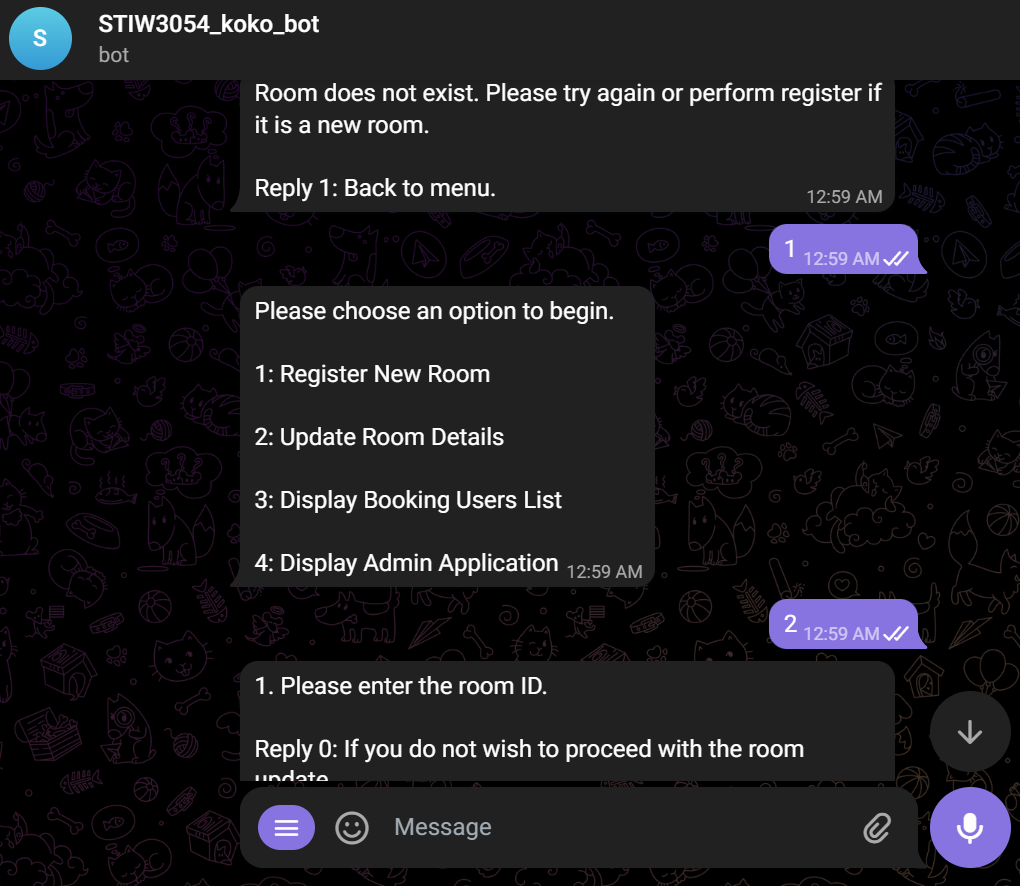 S
STIW3054_koko_bot
bot
Room does not exist. Please try again or perform register if
it is a new room.
Reply 1: Back to menu.
12:59 AM
1 12:59 AM
Please choose an option to begin.
1: Register New Room
2: Update Room Details
3: Display Booking Users List
4: Display Admin Application 12:59 AM
2 12:59 AM
1. Please enter the room ID.
Reply 0: If you do not wish to proceed with the room
update
Message